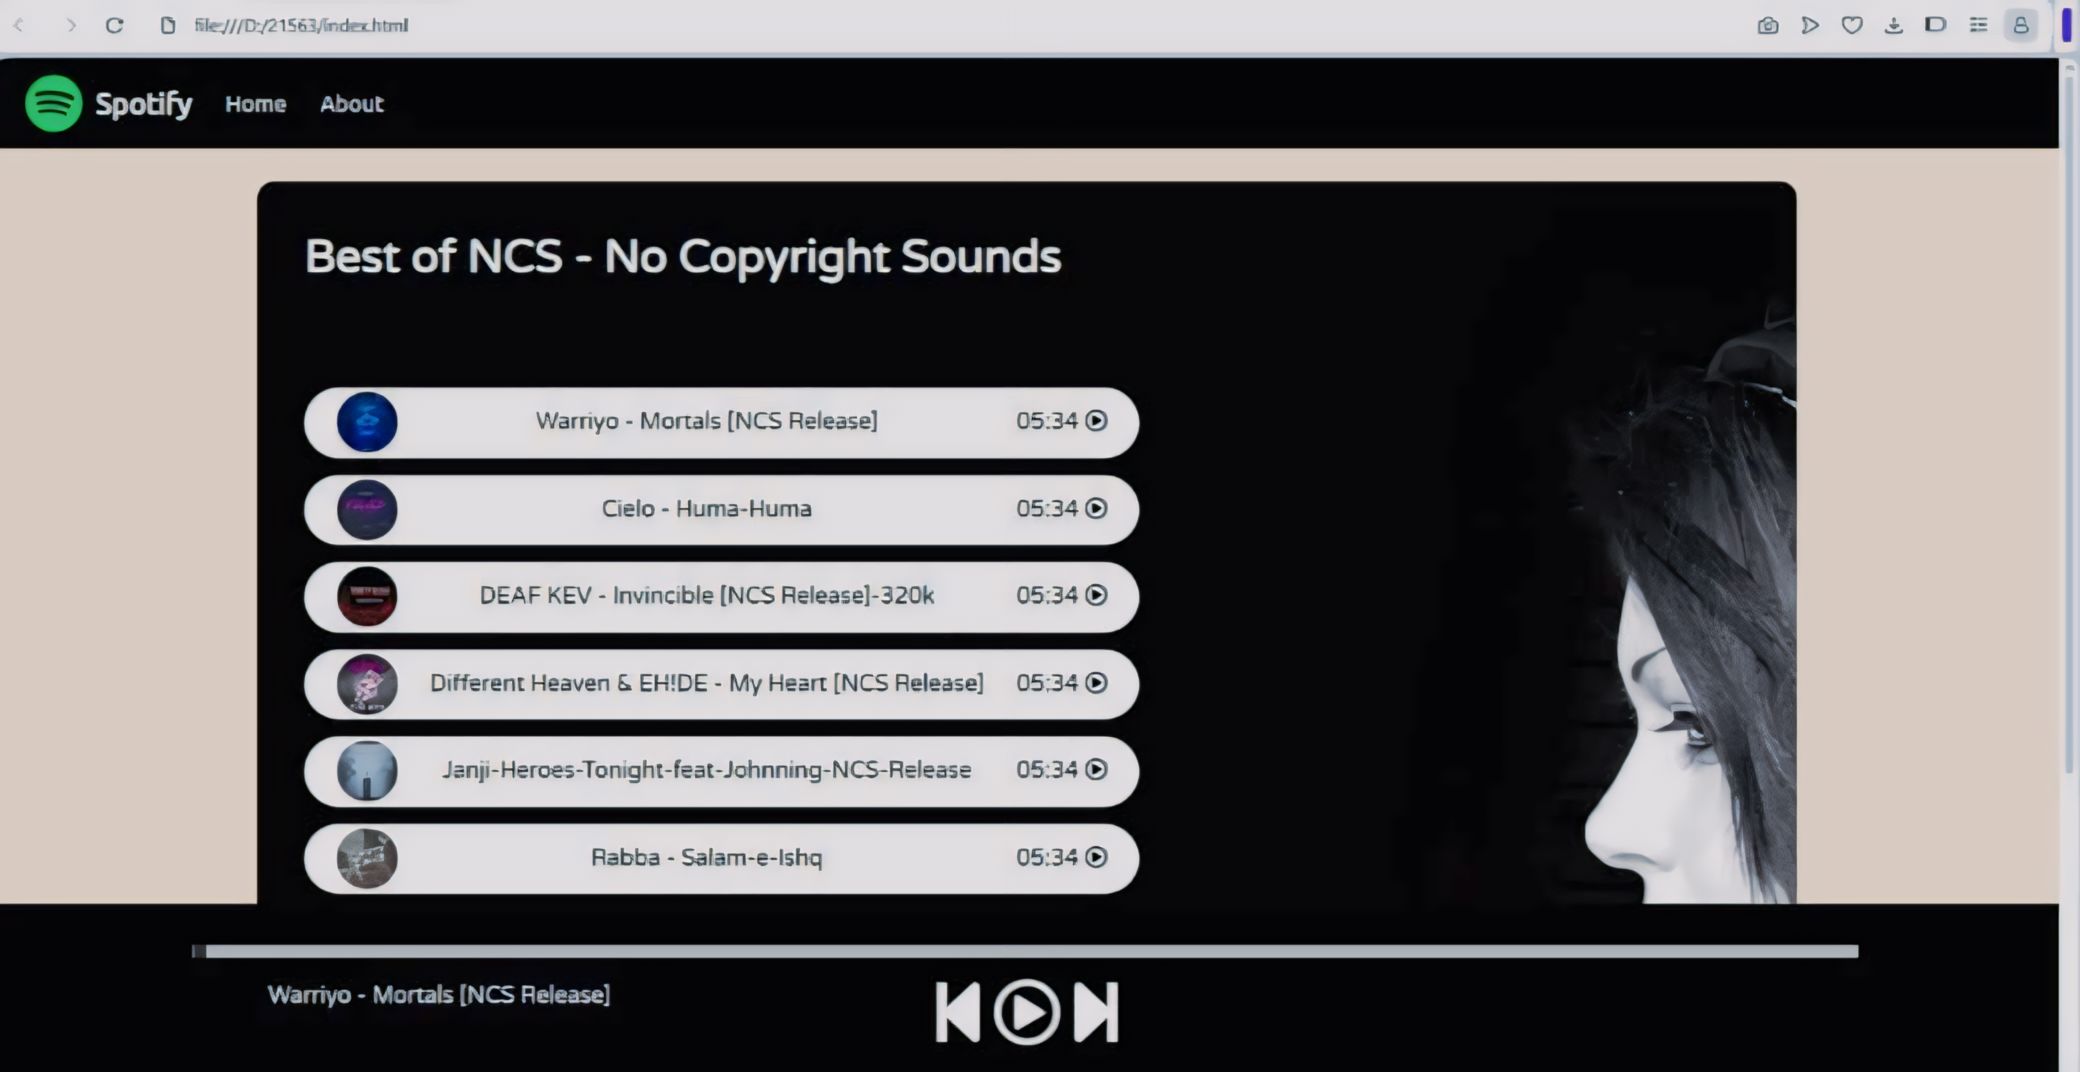 file:///D:/21563/index.html
Spotify Home About
Best of NCS - No Copyright Sounds
Warriyo - Mortals [NCS Release] 05:34
Cielo - Huma-Huma 05:34
DEAF KEV - Invincible [NCS Release]-320k 05:34
Different Heaven & EH!DE - My Heart [NCS Release] 05:34
Janji-Heroes-Tonight-feat-Johnning-NCS-Release 05:34
Rabba - Salam-e-Ishq 05:34
Warriyo - Mortals [NCS Release]